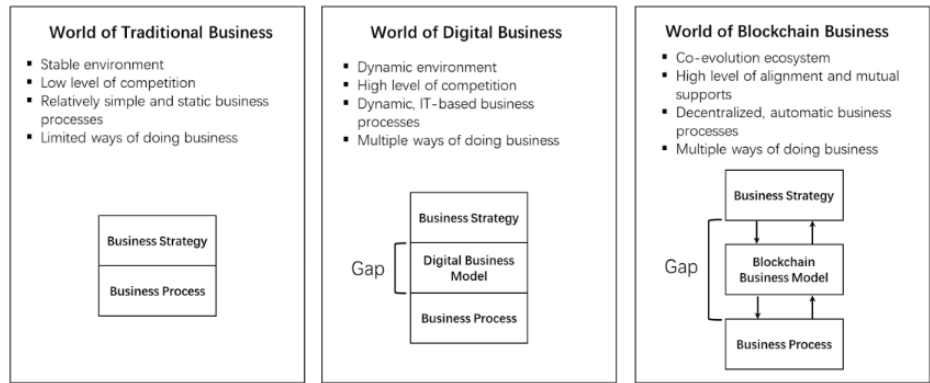 World of Traditional Business
▪ Stable environment
▪ Low level of competition
▪ Relatively simple and static business
processes
▪ Limited ways of doing business
Business Strategy
Business Process
World of Digital Business
▪ Dynamic environment
▪ High level of competition
▪ Dynamic, IT-based business
processes
▪ Multiple ways of doing business
Business Strategy
Gap
Digital Business
Model
Business Process
World of Blockchain Business
▪ Co-evolution ecosystem
▪ High level of alignment and mutual
supports
▪ Decentralized, automatic business
processes
▪ Multiple ways of doing business
Business Strategy
Gap
Blockchain
Business Model
Business Process